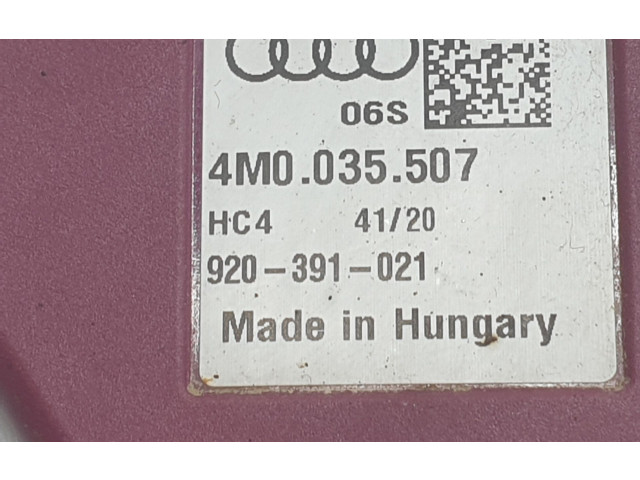 06S
4M0.035.507
HC4 41/20
920-391-021
Made in Hungary